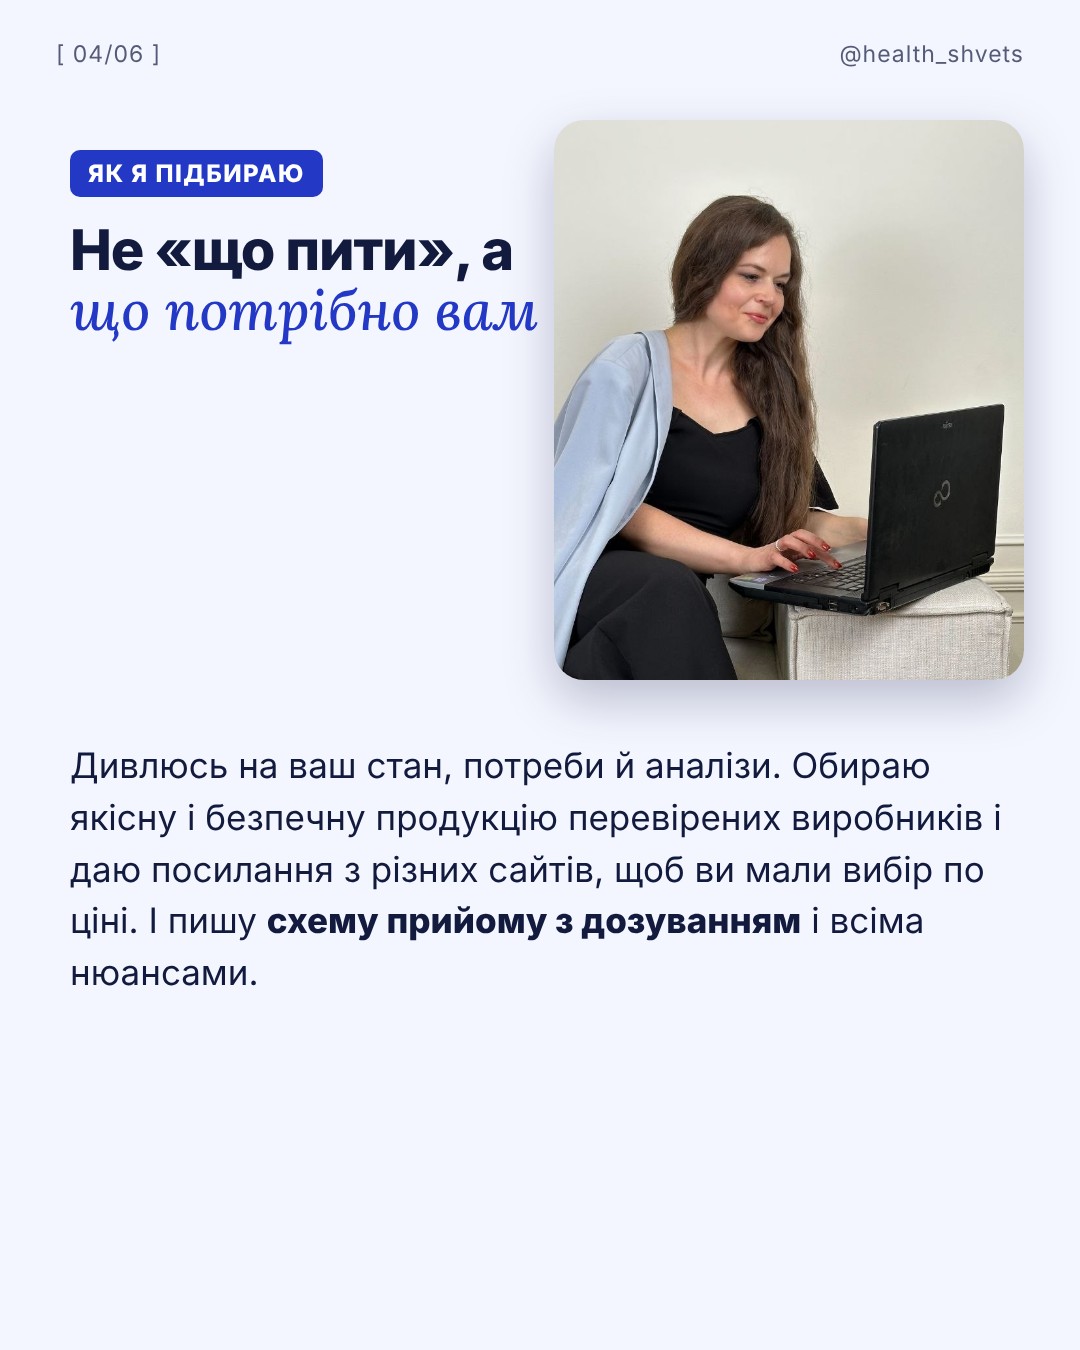 [ 04/06 ]
@health_shvets
ЯК Я ПІДБИРАЮ
Не «що пити», а
що потрібно вам
Дивлюсь на ваш стан, потреби й аналізи. Обираю
якісну і безпечну продукцію перевірених виробників і
даю посилання з різних сайтів, щоб ви мали вибір по
ціні. І пишу схему прийому з дозуванням і всіма
нюансами.